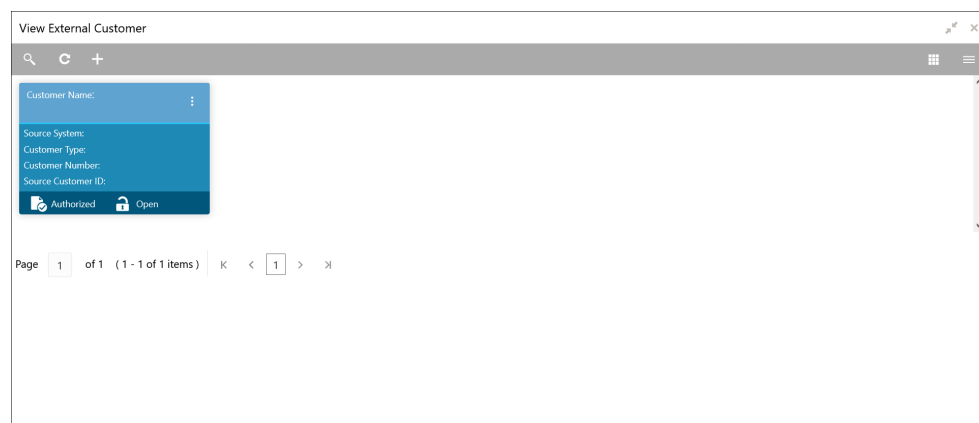 View External Customer
Customer Name:
Source System:
Customer Type:
Customer Number:
Source Customer ID:
Authorized Open
Page 1 of 1 ( 1 - 1 of 1 items ) 1